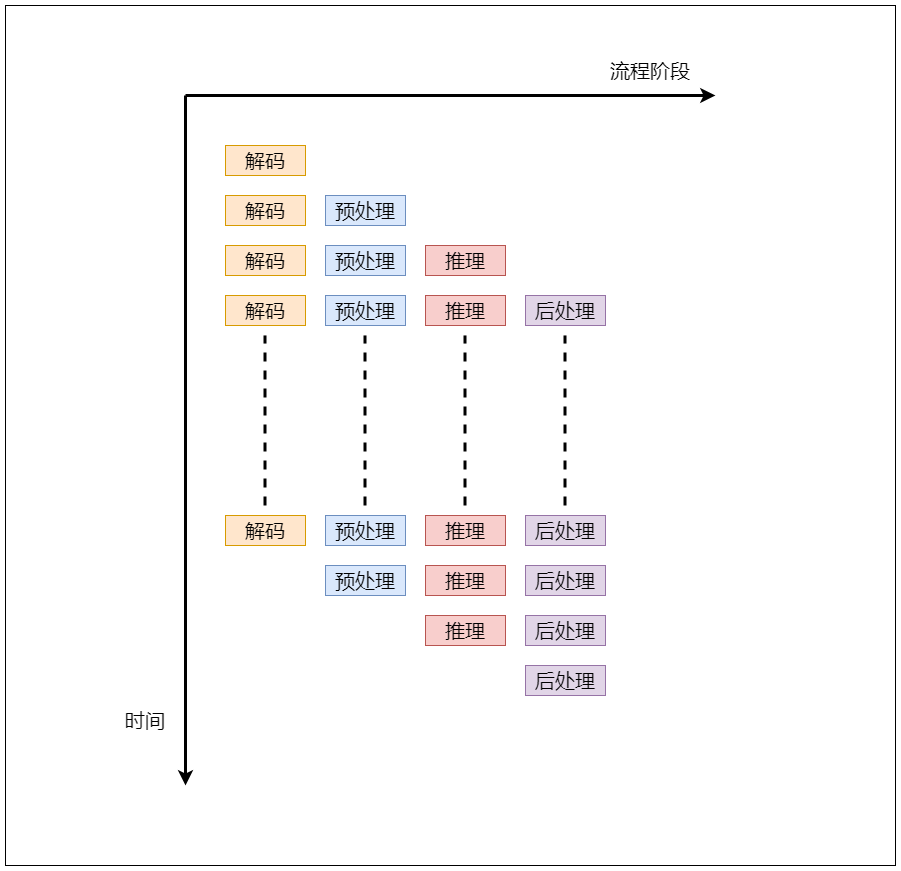 流程阶段
解码
解码 预处理
解码 预处理 推理
解码 预处理 推理 后处理
解码 预处理 推理 后处理
预处理 推理 后处理
推理 后处理
后处理
时间